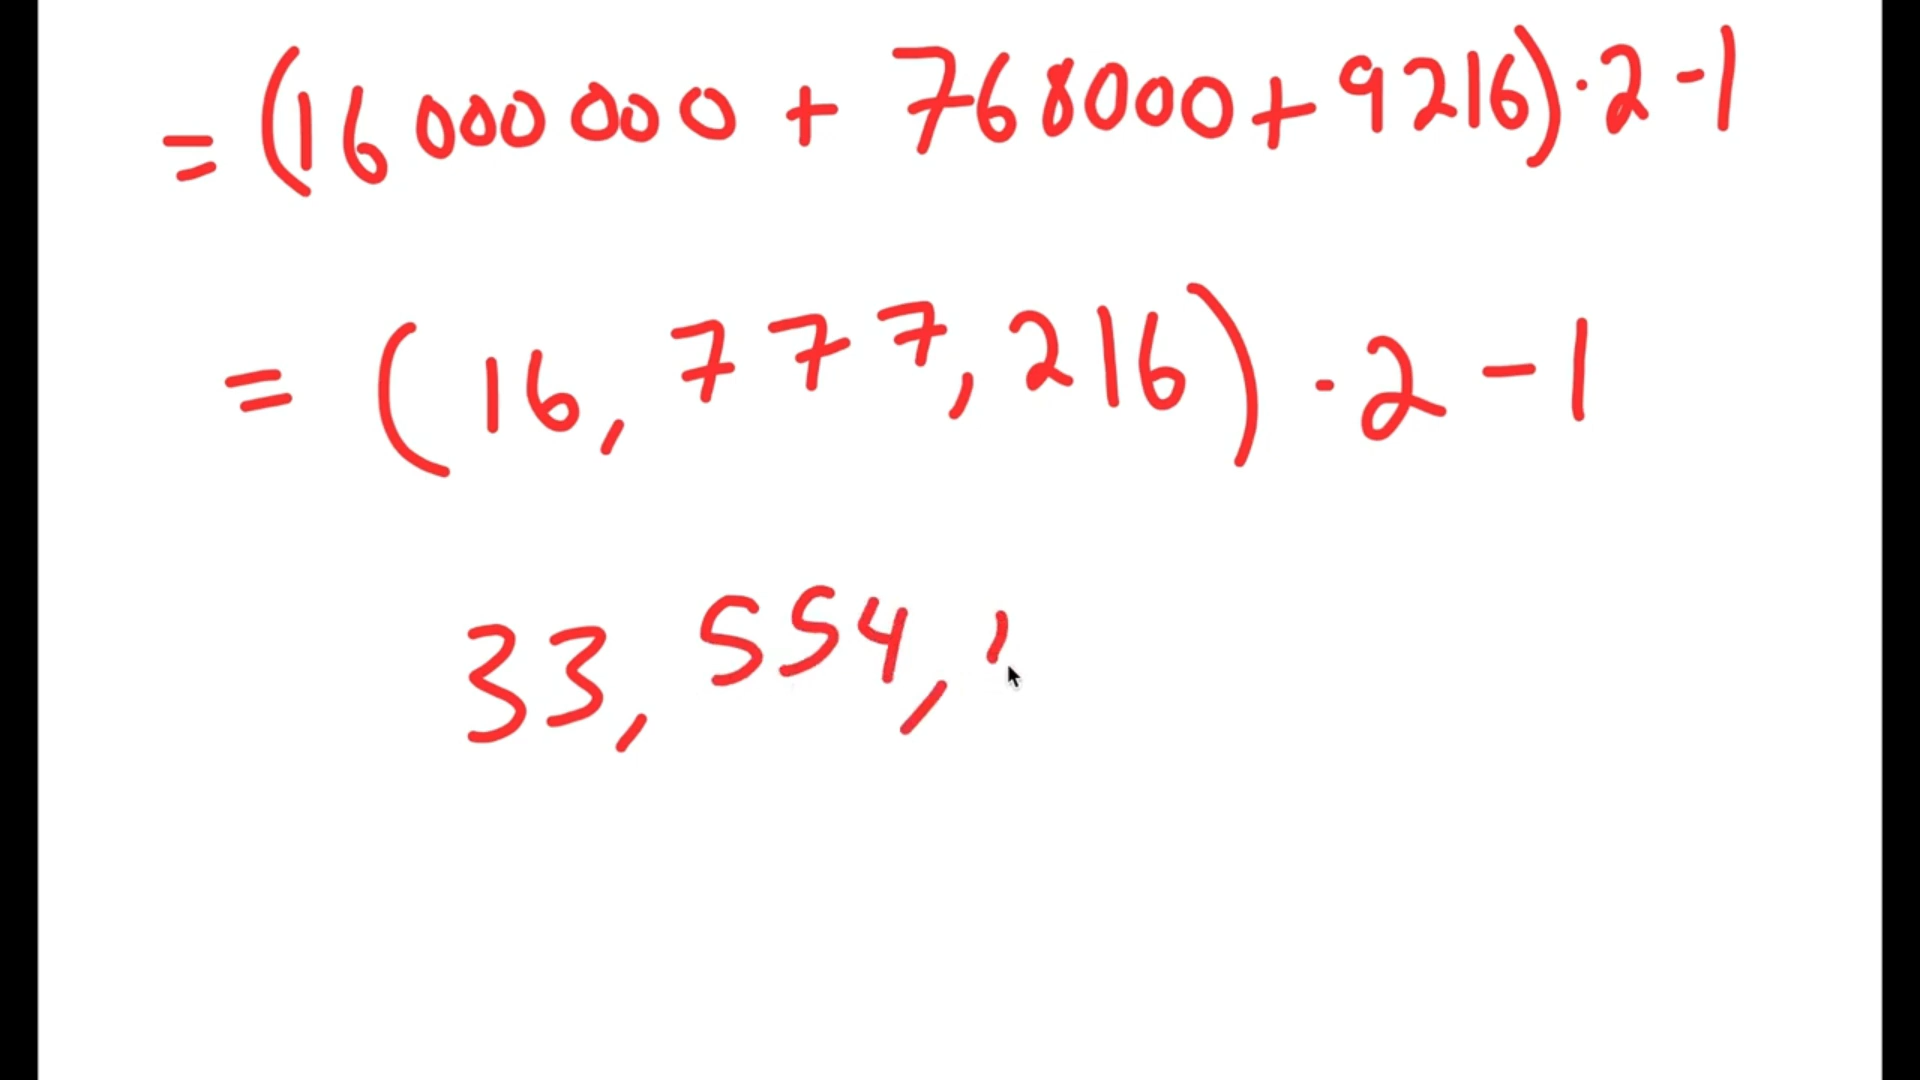 = (16000000 + 768000 + 9216) · 2 - 1
= (16,777,216) · 2 - 1
33,554,